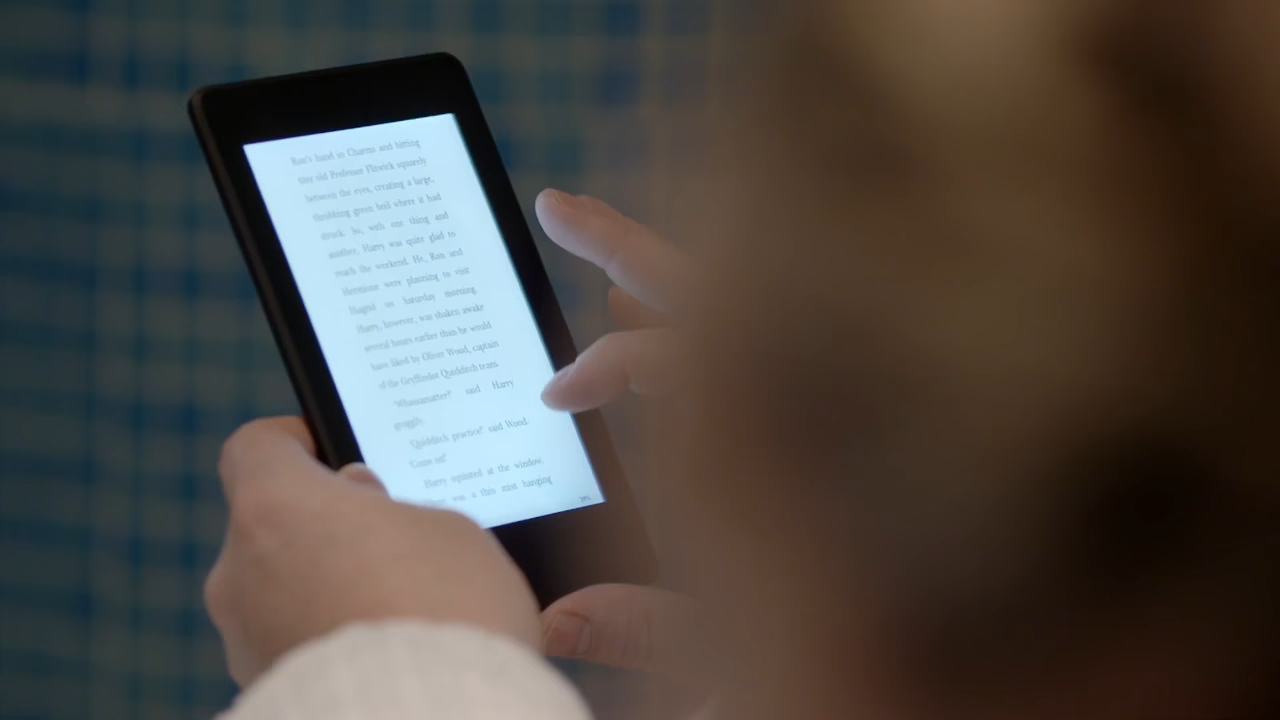 Ron's hand in Charms and hitting
tiny old Professor Flitwick squarely
between the eyes, creating a large,
throbbing green boil where it had
struck. So, with one thing and
another, Harry was quite glad to
reach the weekend. He, Ron and
Hermione were planning to visit
Hagrid on Saturday morning.
Harry, however, was shaken awake
several hours earlier than he would
have liked by Oliver Wood, captain
of the Gryffindor Quidditch team.
'Whassamatter?' said Harry
groggily.
'Quidditch practice!' said Wood.
'Come on!'
Harry squinted at the window.
was a thin mist hanging